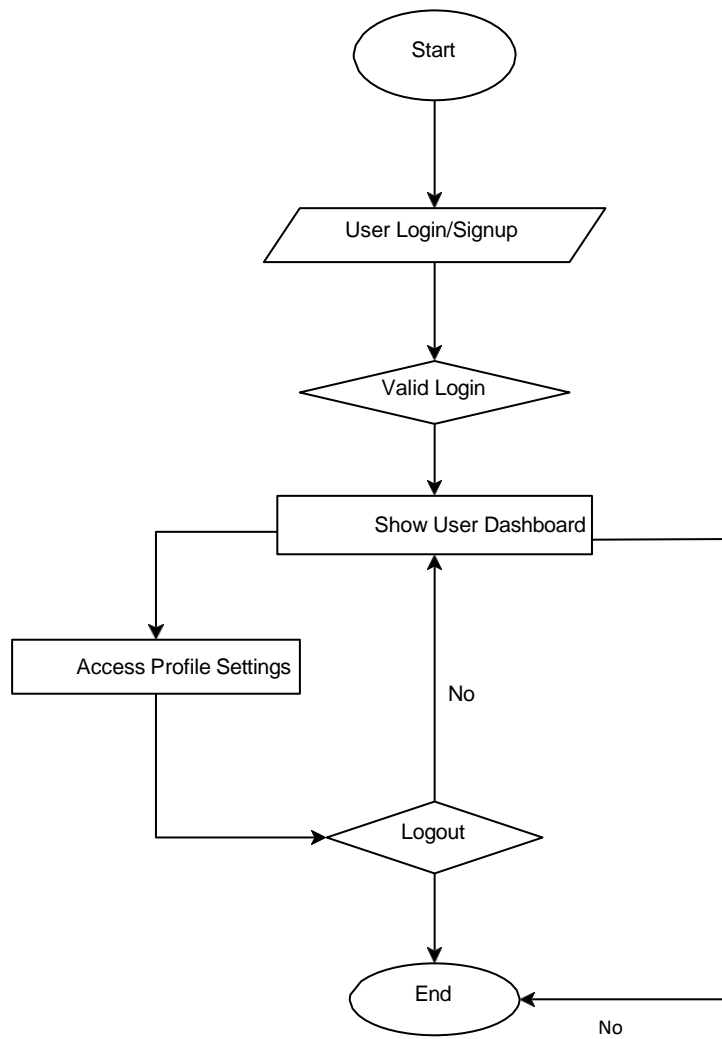 Start
User Login/Signup
Valid Login
Show User Dashboard
Access Profile Settings
No
Logout
End
No